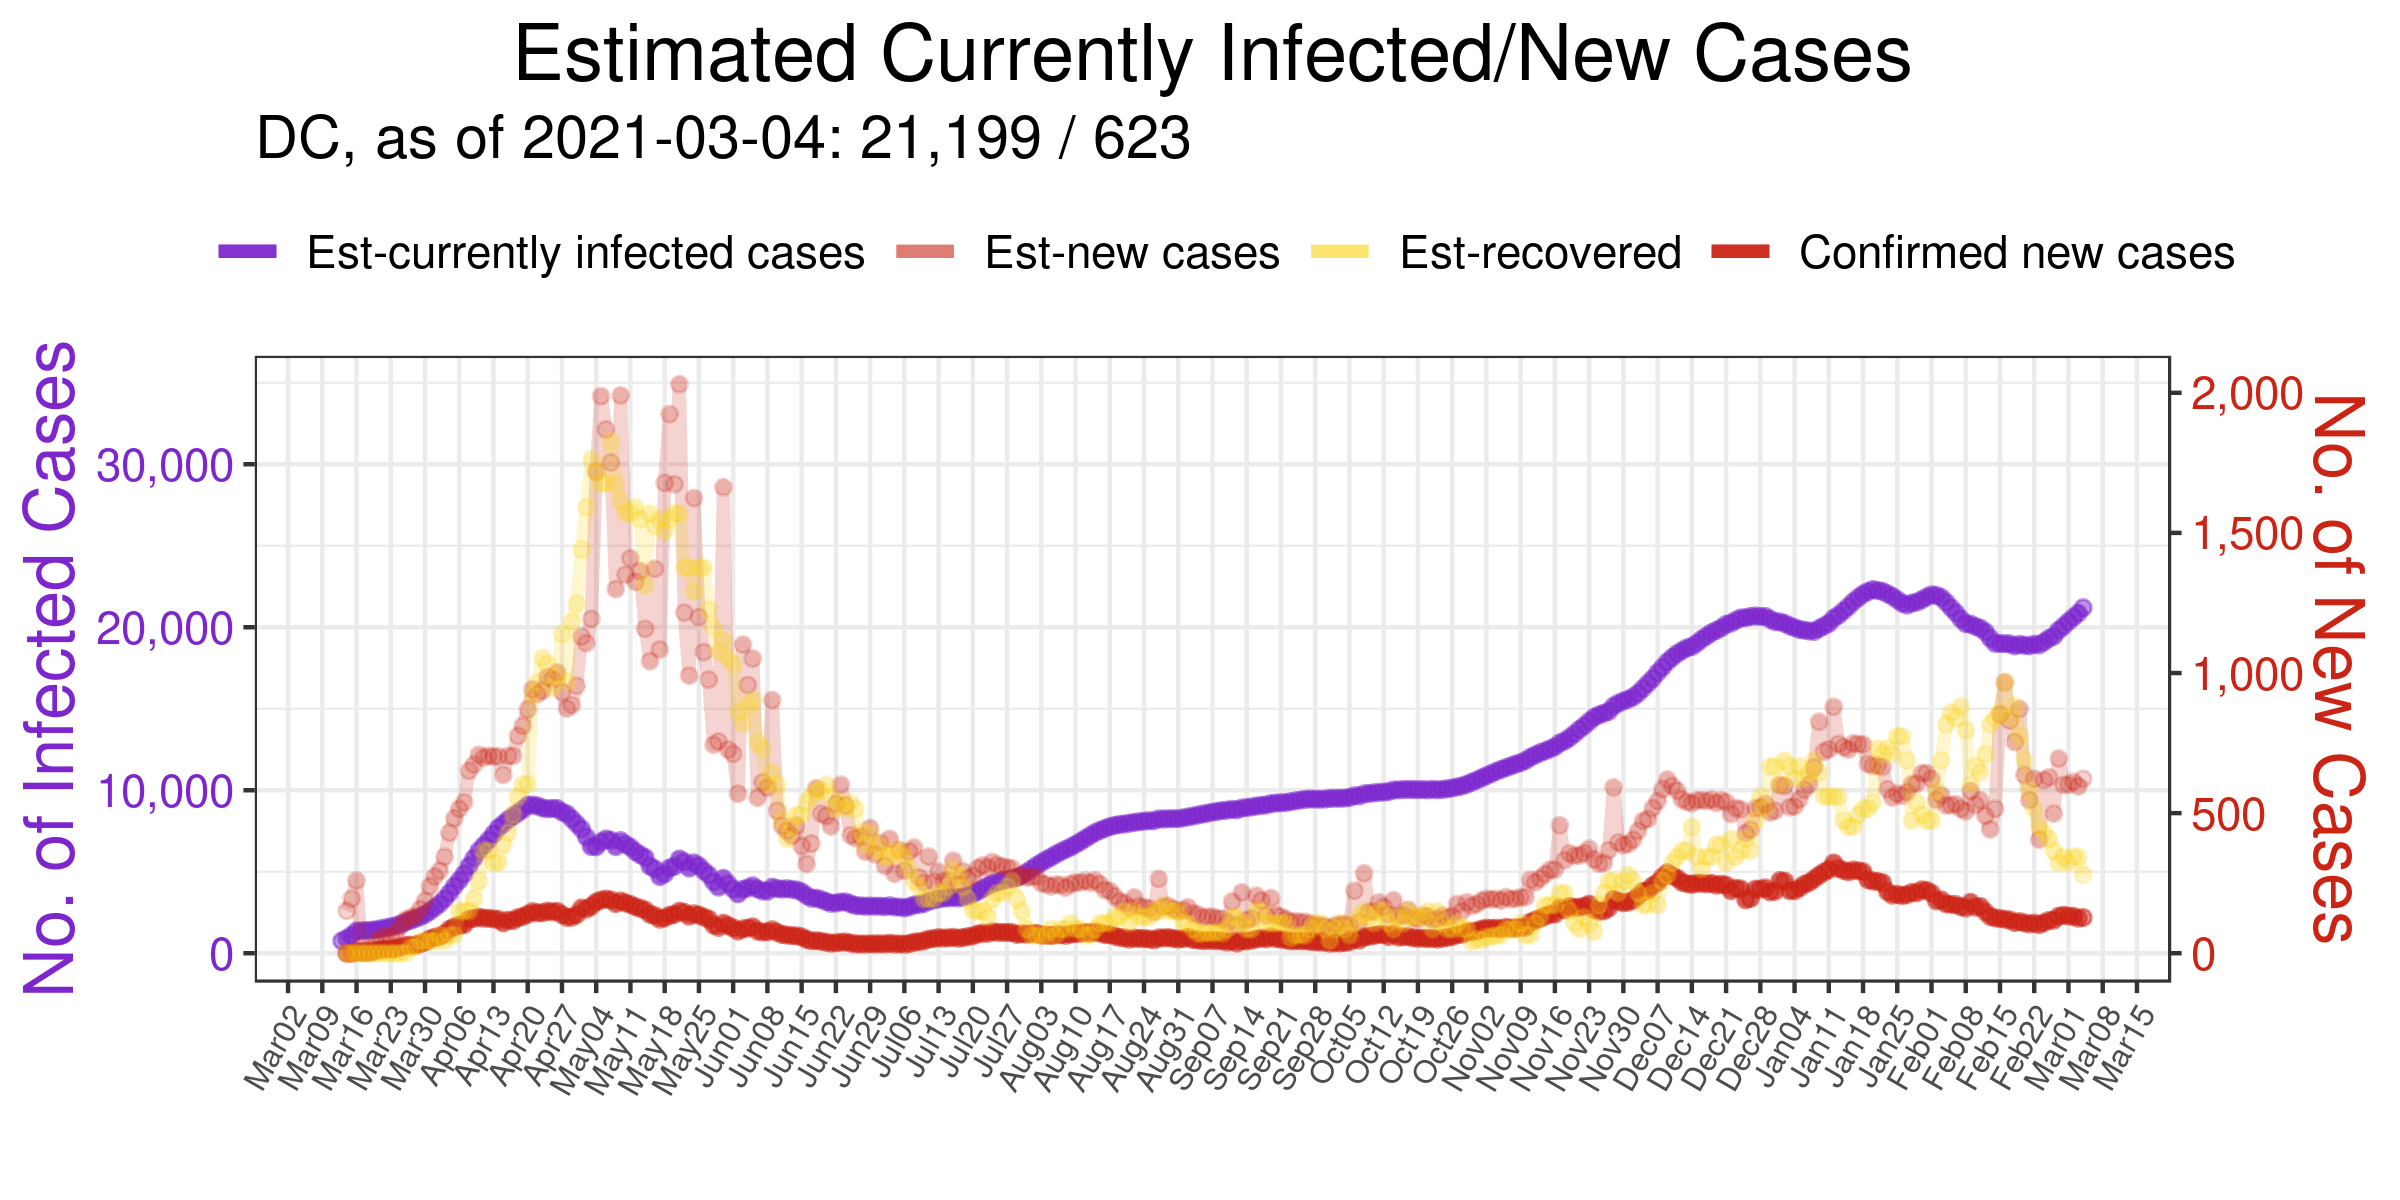 Estimated Currently Infected/New Cases
DC, as of 2021-03-04: 21,199 / 623
Est-currently infected cases Est-new cases Est-recovered Confirmed new cases
No. of Infected Cases
30,000
20,000
10,000
0
2,000
1,500
1,000
500
0
No. of New Cases
Mar02 Mar09 Mar16 Mar23 Mar30 Apr06 Apr13 Apr20 Apr27 May04 May11 May18 May25 Jun01 Jun08 Jun15 Jun22 Jun29 Jul06 Jul13 Jul20 Jul27 Aug03 Aug10 Aug17 Aug24 Aug31 Sep07 Sep14 Sep21 Sep28 Oct05 Oct12 Oct19 Oct26 Nov02 Nov09 Nov16 Nov23 Nov30 Dec07 Dec14 Dec21 Dec28 Jan04 Jan11 Jan18 Jan25 Feb01 Feb08 Feb15 Feb22 Mar01 Mar08 Mar15